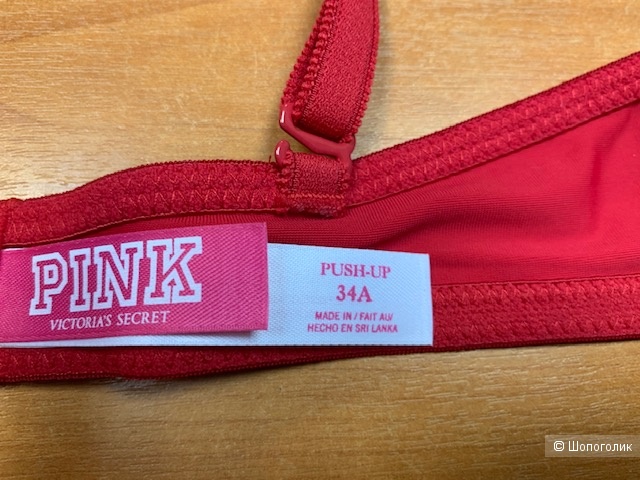 PINK
VICTORIA'S SECRET
PUSH-UP
34A
MADE IN / FAIT AU/
HECHO EN SRI LANKA
© Шопоголик